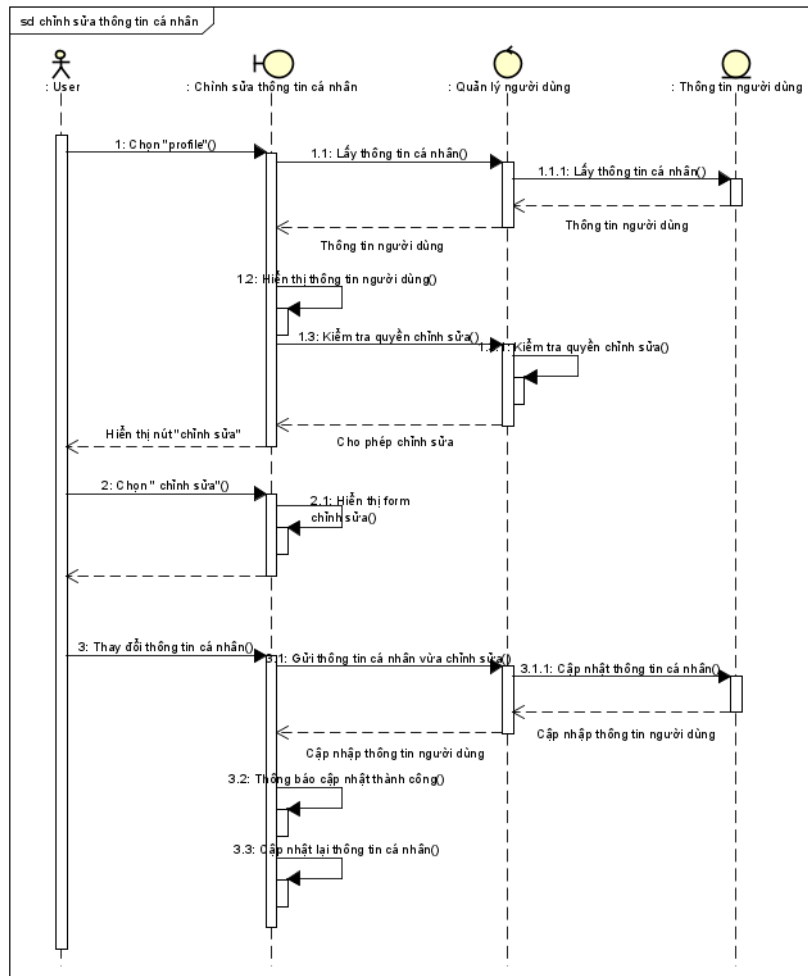 sd chỉnh sửa thông tin cá nhân
: User
: Chỉnh sửa thông tin cá nhân
: Quản lý người dùng
: Thông tin người dùng
1: Chọn "profile"()
1.1: Lấy thông tin cá nhân()
1.1.1: Lấy thông tin cá nhân()
Thông tin người dùng
Thông tin người dùng
1.2: Hiển thị thông tin người dùng()
1.3: Kiểm tra quyền chỉnh sửa()
1.3.1: Kiểm tra quyền chỉnh sửa()
Hiển thị nút "chỉnh sửa"
Cho phép chỉnh sửa
2: Chọn " chỉnh sửa"()
2.1: Hiển thị form
chỉnh sửa()
3: Thay đổi thông tin cá nhân()
3.1: Gửi thông tin cá nhân vừa chỉnh sửa()
3.1.1: Cập nhật thông tin cá nhân()
Cập nhập thông tin người dùng
Cập nhập thông tin người dùng
3.2: Thông báo cập nhật thành công()
3.3: Cập nhật lại thông tin cá nhân()